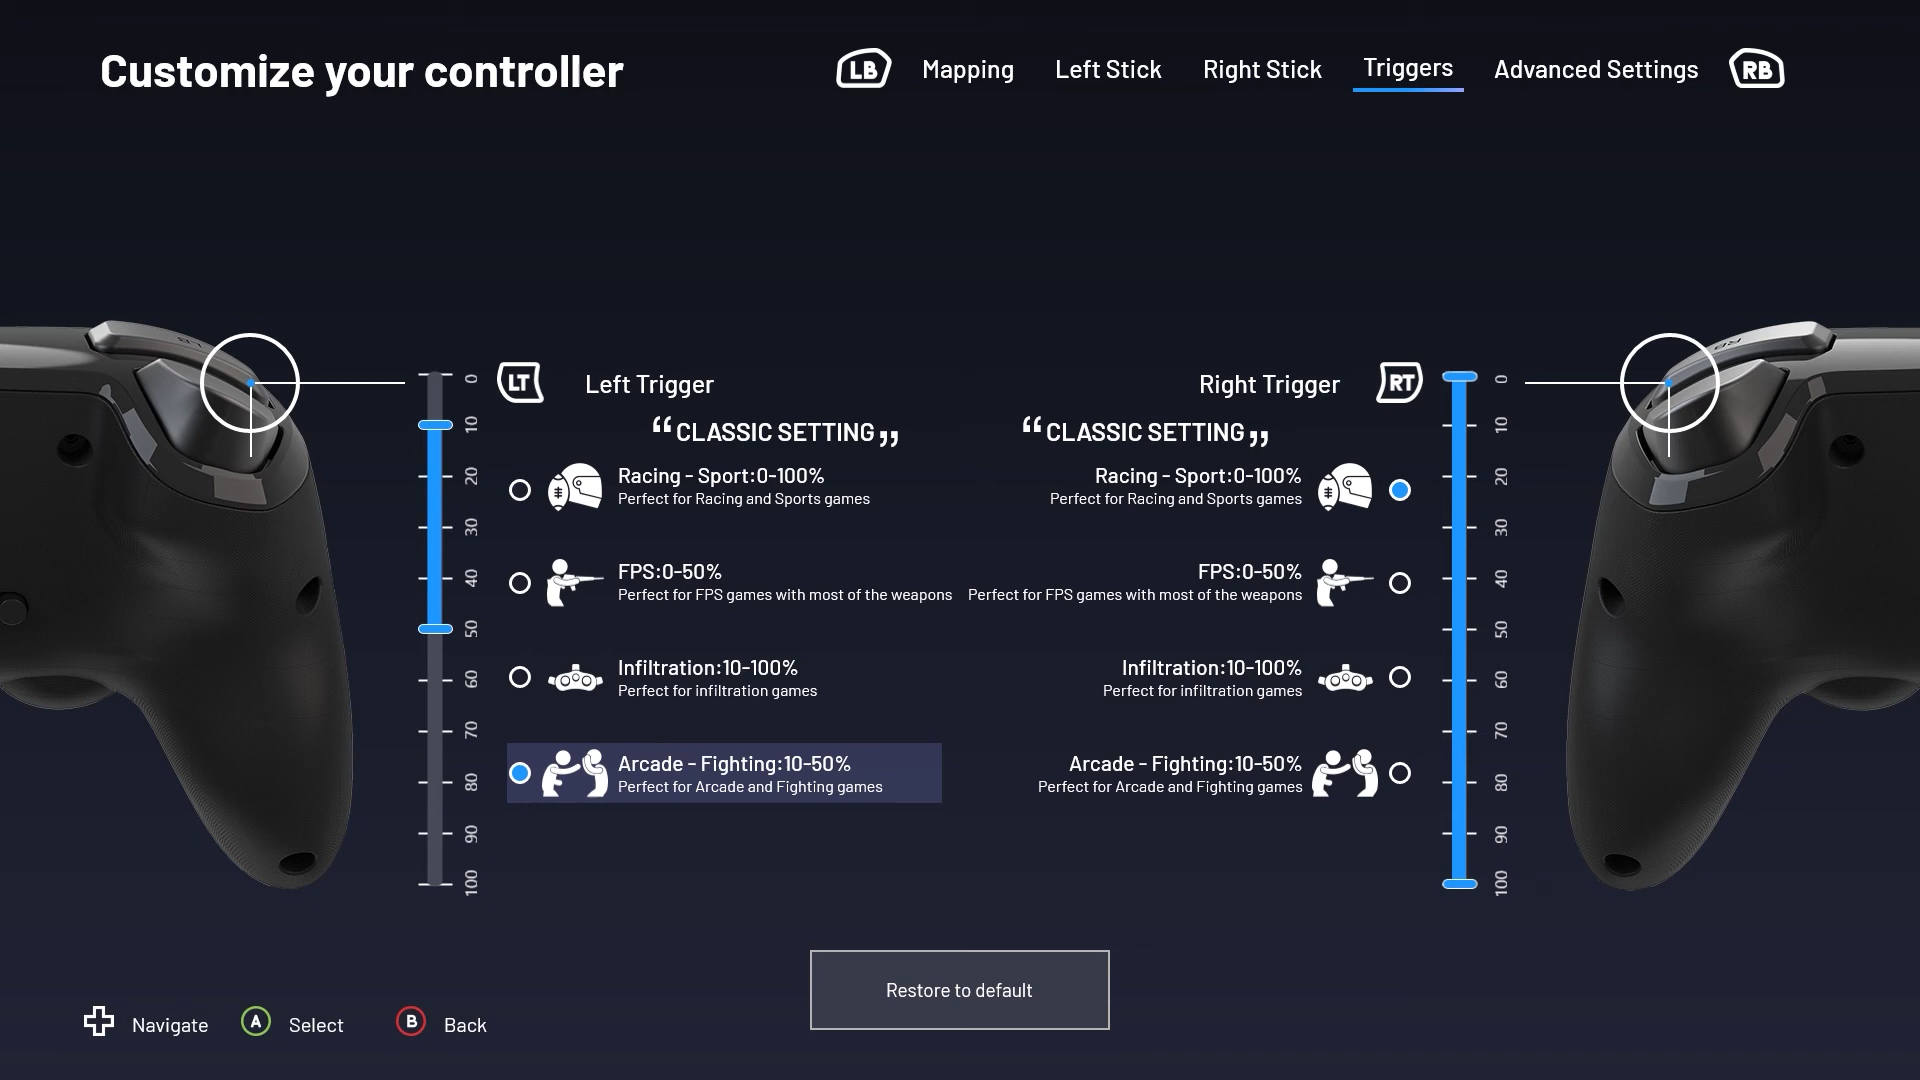 Customize your controller
LB Mapping Left Stick Right Stick Triggers Advanced Settings RB
LT Left Trigger
“CLASSIC SETTING„
Racing - Sport:0-100%
Perfect for Racing and Sports games
FPS:0-50%
Perfect for FPS games with most of the weapons
Infiltration:10-100%
Perfect for infiltration games
Arcade - Fighting:10-50%
Perfect for Arcade and Fighting games
0
10
20
30
40
50
60
70
80
90
100
Right Trigger RT
“CLASSIC SETTING„
Racing - Sport:0-100%
Perfect for Racing and Sports games
FPS:0-50%
Perfect for FPS games with most of the weapons
Infiltration:10-100%
Perfect for infiltration games
Arcade - Fighting:10-50%
Perfect for Arcade and Fighting games
0
10
20
30
40
50
60
70
80
90
100
LB
RB
Restore to default
Navigate A Select B Back